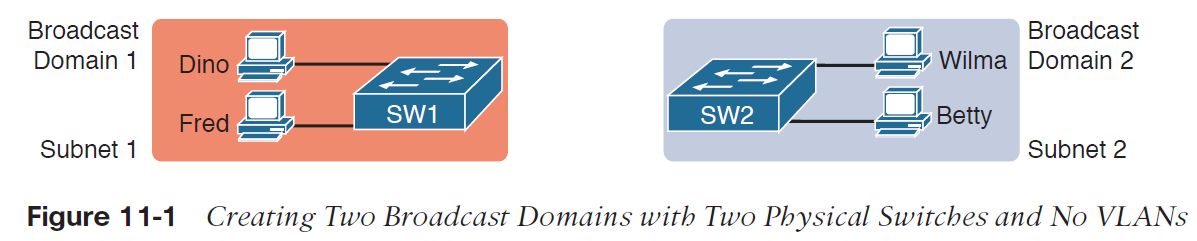 Broadcast
Domain 1
Dino
Fred
SW1
Subnet 1
SW2
Wilma
Betty
Broadcast
Domain 2
Subnet 2
Figure 11-1 Creating Two Broadcast Domains with Two Physical Switches and No VLANs